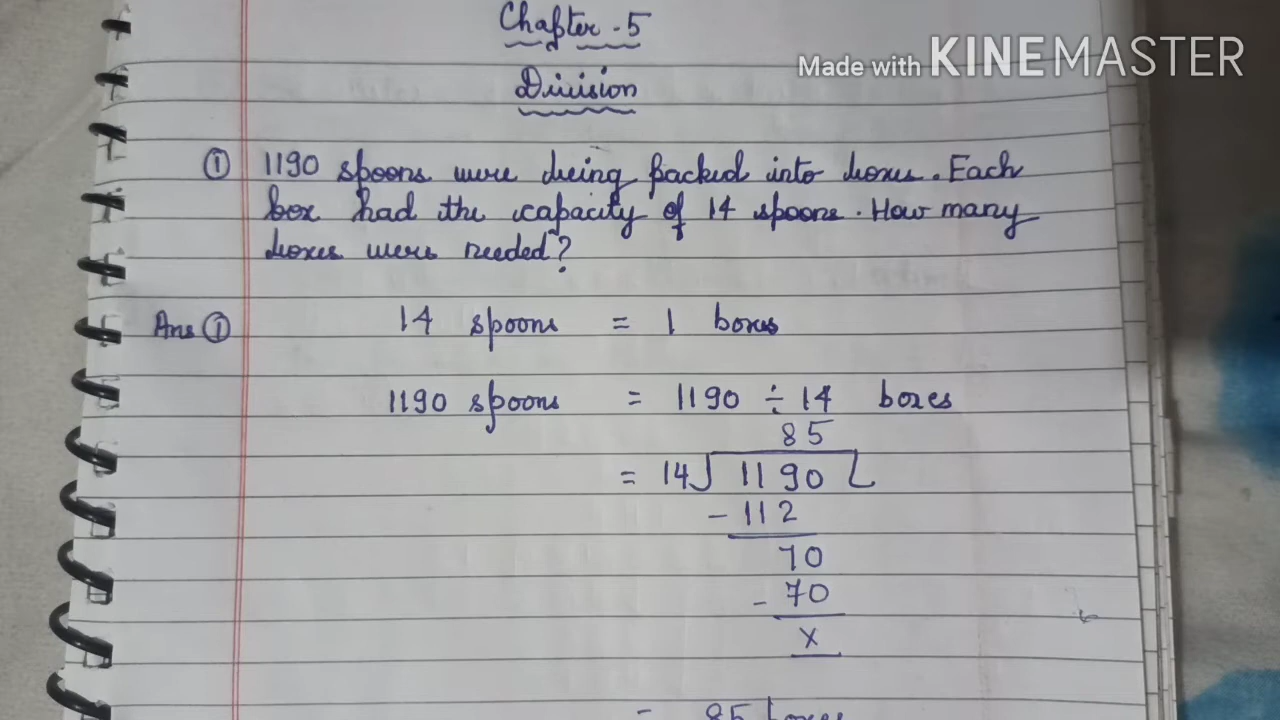 Chapter - 5
Made with KINEMASTER
Division
① 1190 spoons were being packed into boxes. Each
box had the capacity of 14 spoons. How many
boxes were needed?
Ans ① 14 spoons = 1 boxes
1190 spoons = 1190 ÷ 14 boxes
85
= 14 1190
- 112
70
- 70
x
= 85 boxes